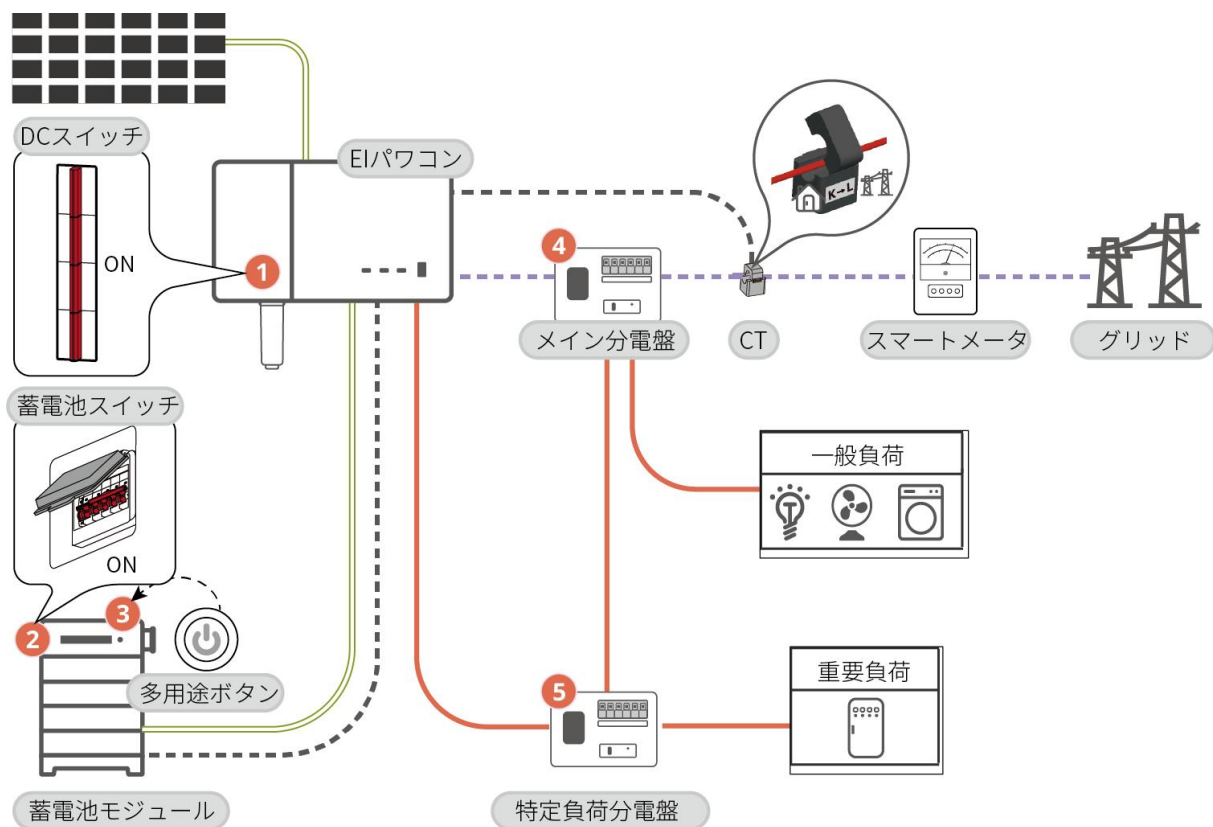 DCスイッチ
ON
EIパワコン
1
K→L
4
メイン分電盤
CT
スマートメータ
グリッド
蓄電池スイッチ
ON
一般負荷
3
2
多用途ボタン
重要負荷
5
蓄電池モジュール
特定負荷分電盤